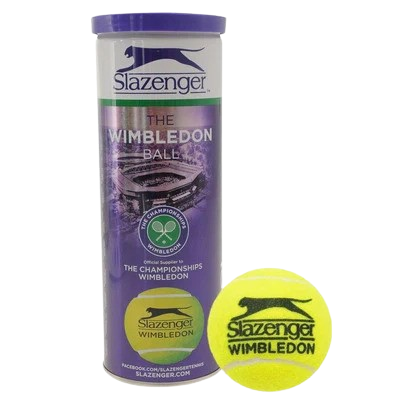 Slazenger
THE
WIMBLEDON
BALL
THE CHAMPIONSHIPS
WIMBLEDON
Official Supplier to
THE CHAMPIONSHIPS
WIMBLEDON
Slazenger
WIMBLEDON
FACEBOOK.COM/SLAZENGERTENNIS
SLAZENGER.COM
Slazenger
WIMBLEDON